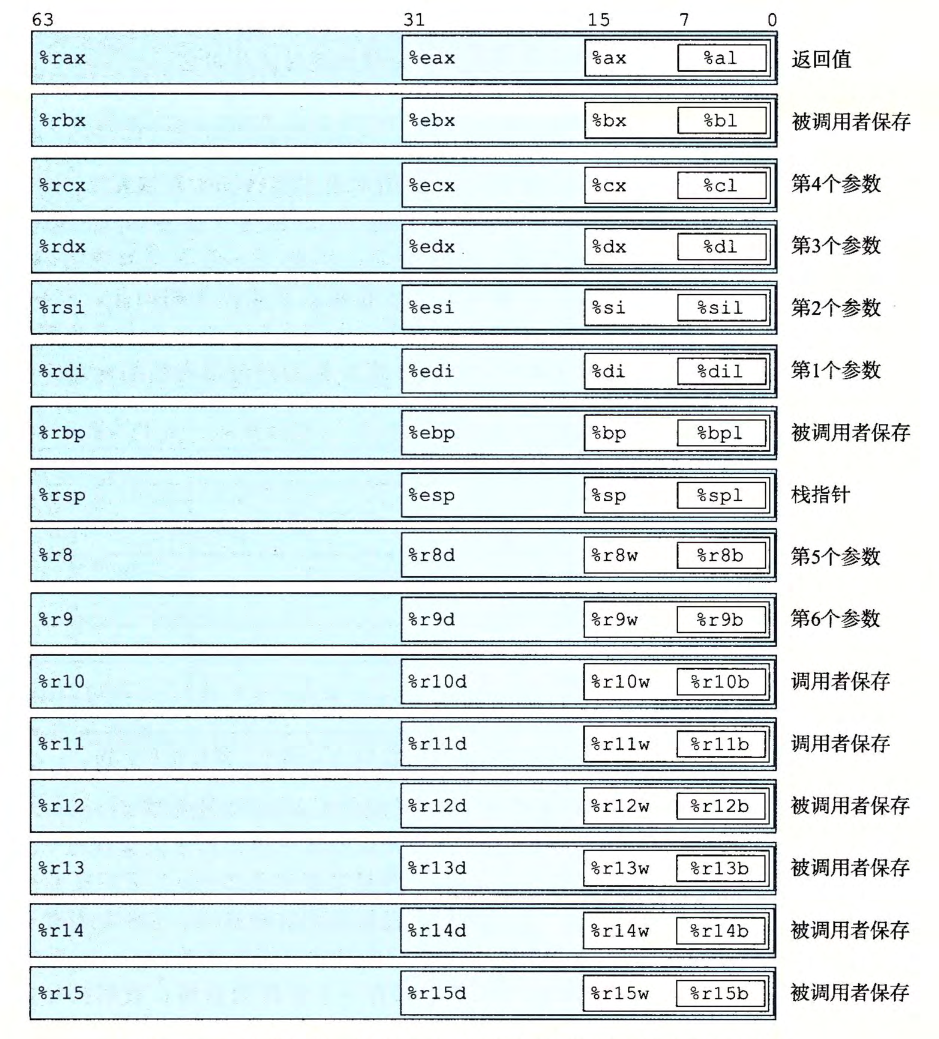 63 31 15 7 0
%rax %eax %ax %al 返回值
%rbx %ebx %bx %bl 被调用者保存
%rcx %ecx %cx %cl 第4个参数
%rdx %edx %dx %dl 第3个参数
%rsi %esi %si %sil 第2个参数
%rdi %edi %di %dil 第1个参数
%rbp %ebp %bp %bpl 被调用者保存
%rsp %esp %sp %spl 栈指针
%r8 %r8d %r8w %r8b 第5个参数
%r9 %r9d %r9w %r9b 第6个参数
%r10 %r10d %r10w %r10b 调用者保存
%r11 %r11d %r11w %r11b 调用者保存
%r12 %r12d %r12w %r12b 被调用者保存
%r13 %r13d %r13w %r13b 被调用者保存
%r14 %r14d %r14w %r14b 被调用者保存
%r15 %r15d %r15w %r15b 被调用者保存